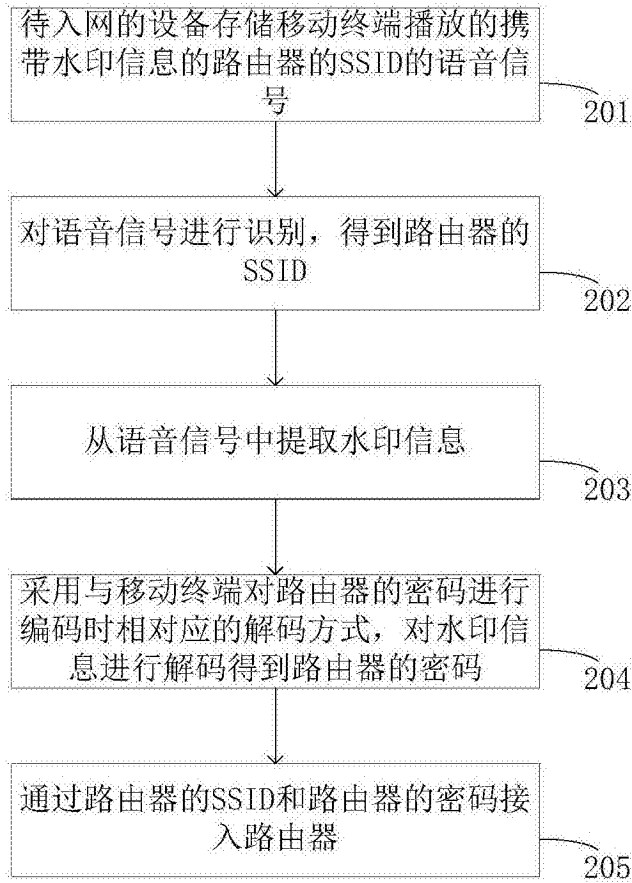 待入网的设备存储移动终端播放的携
带水印信息的路由器的SSID的语音信
号
201
对语音信号进行识别，得到路由器的
SSID
202
从语音信号中提取水印信息
203
采用与移动终端对路由器的密码进行
编码时相对应的解码方式，对水印信
息进行解码得到路由器的密码
204
通过路由器的SSID和路由器的密码接
入路由器
205